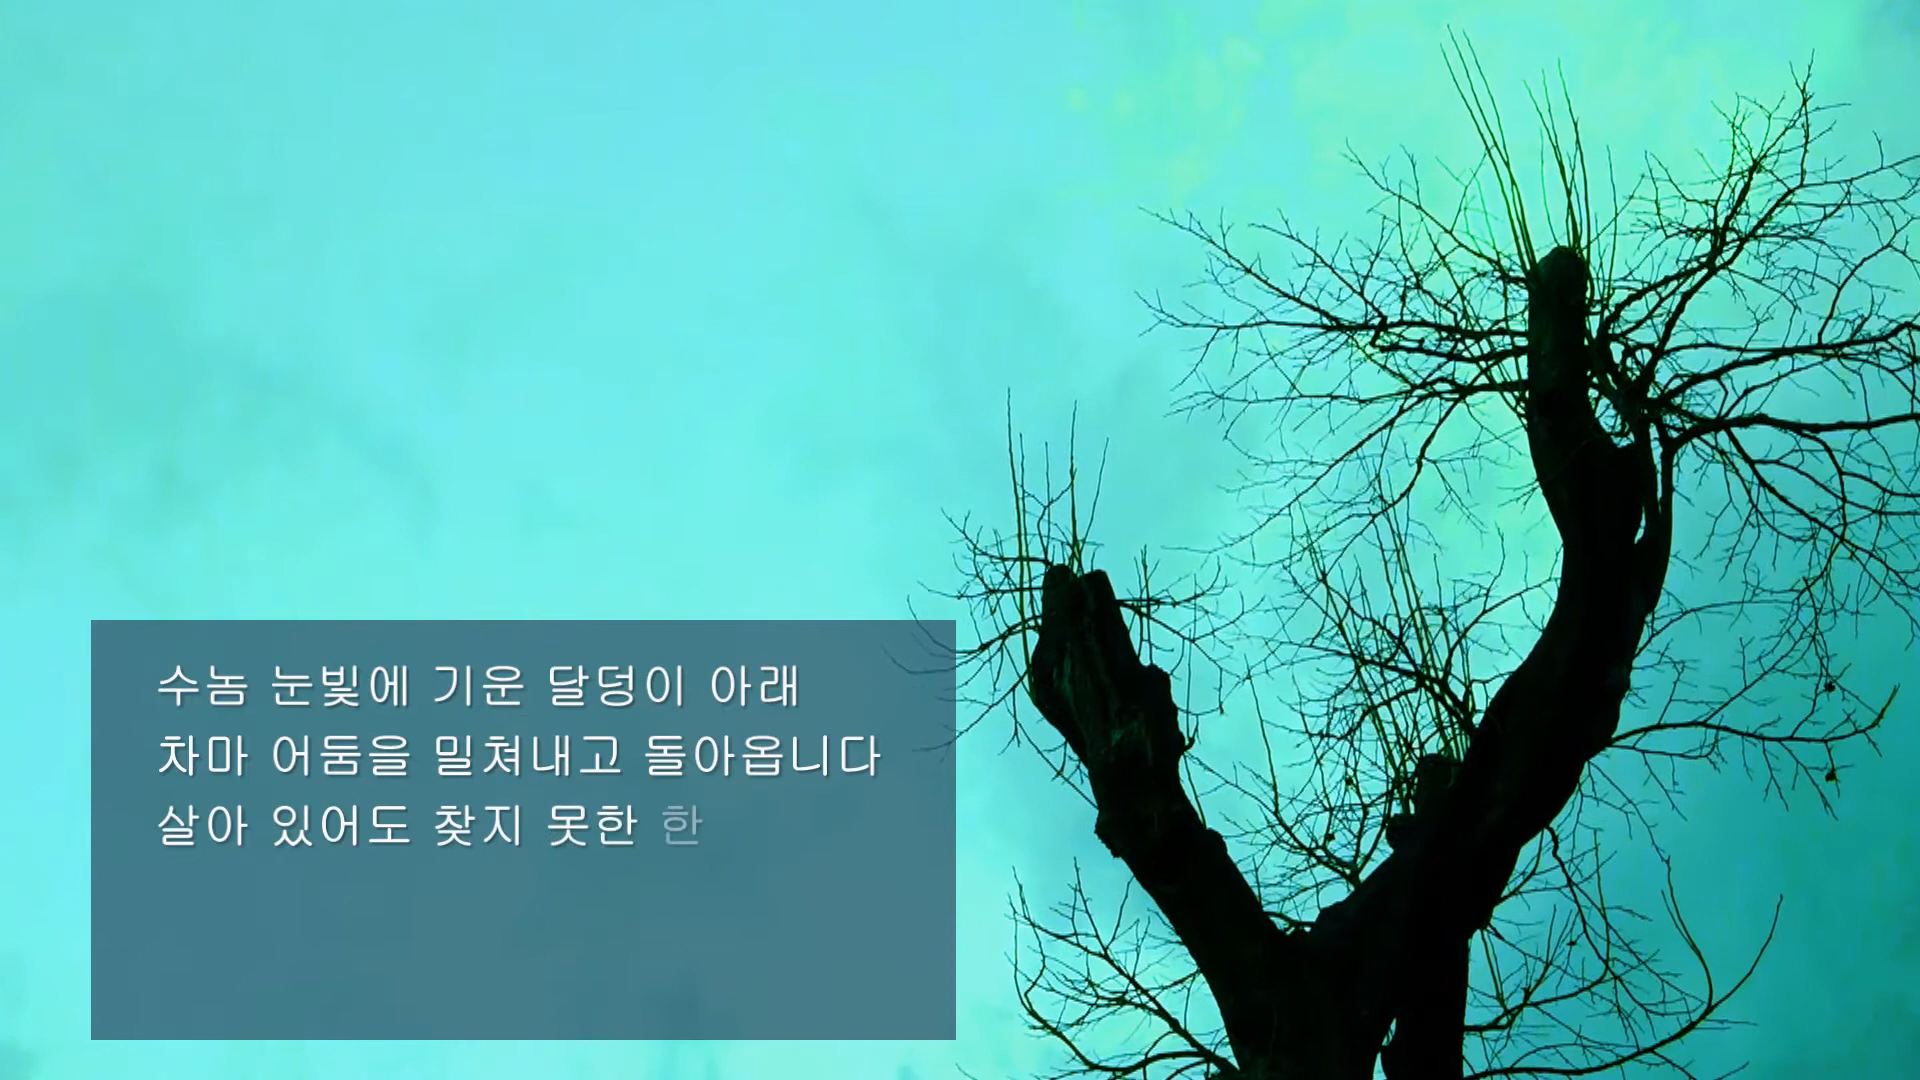 수놈 눈빛에 기운 달덩이 아래
차마 어둠을 밀쳐내고 돌아옵니다
살아 있어도 찾지 못한 한